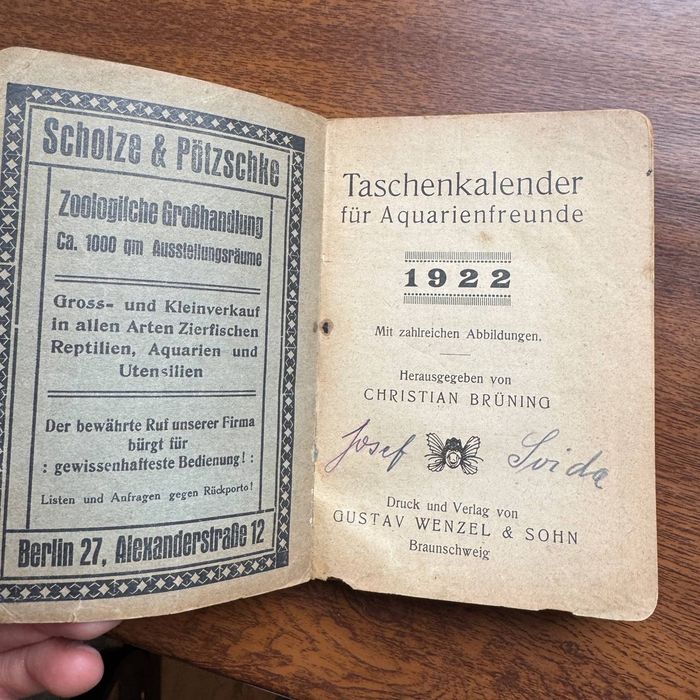 Scholze & Pötzschke
Zoologische Großhandlung
Ca. 1000 qm Ausstellungsräume
Gross- und Kleinverkauf
in allen Arten Zierfischen
Reptilien, Aquarien und
Utensilien
Der bewährte Ruf unserer Firma
bürgt für
: gewissenhafteste Bedienung! :
Listen und Anfragen gegen Rückporto!
Berlin 27, Alexanderstraße 12
Taschenkalender
für Aquarienfreunde
1922
Mit zahlreichen Abbildungen.
Herausgegeben von
CHRISTIAN BRÜNING
Josef Svida
Druck und Verlag von
GUSTAV WENZEL & SOHN
Braunschweig